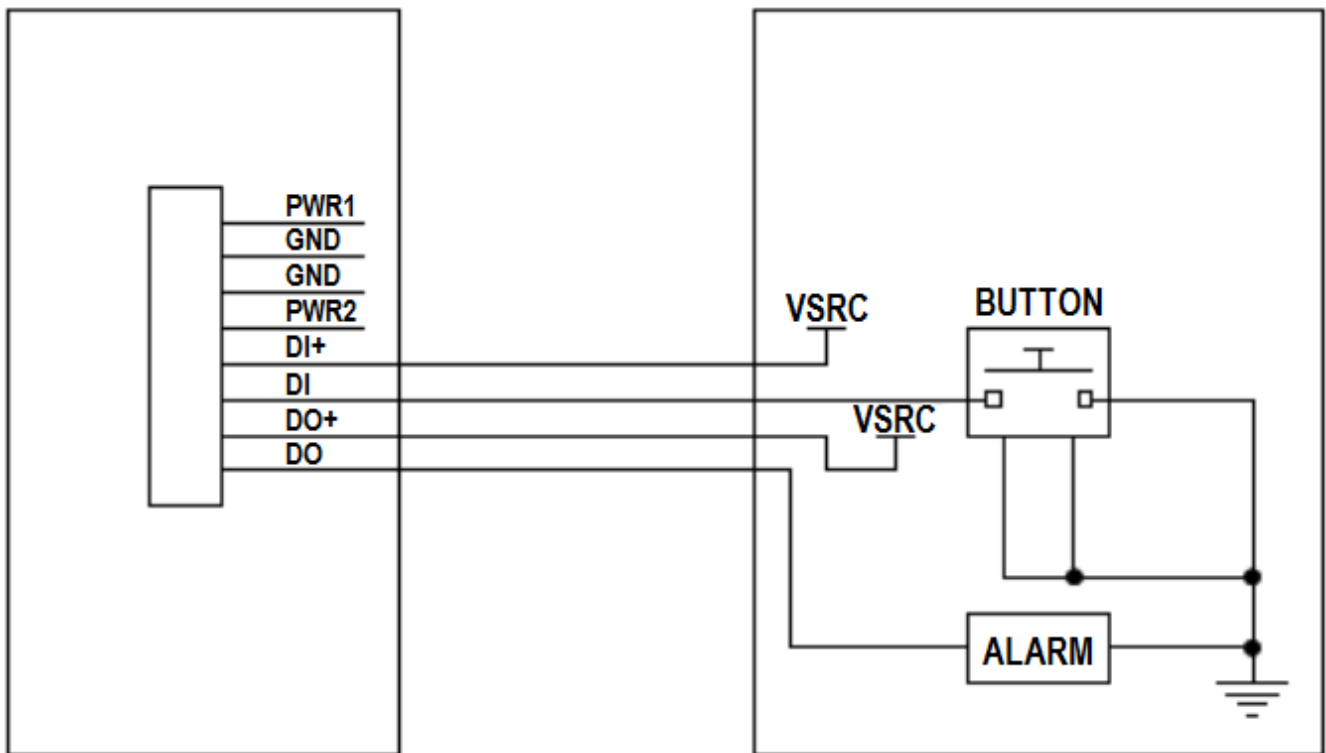 PWR1
GND
GND
PWR2
DI+
DI
DO+
DO
VSRC
BUTTON
VSRC
ALARM